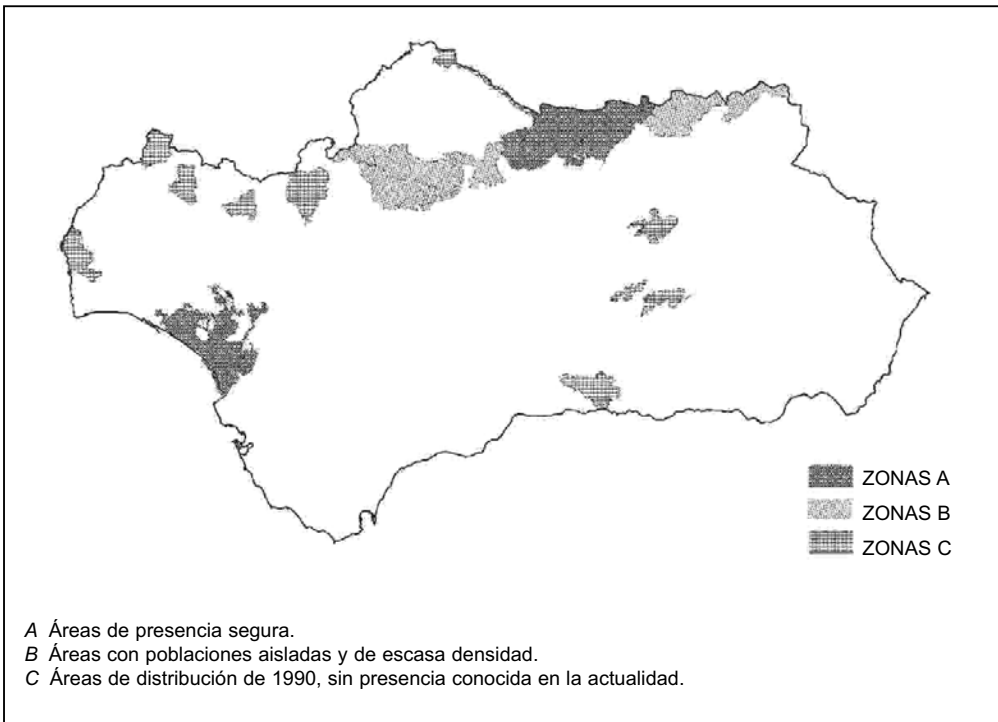 ZONAS A
ZONAS B
ZONAS C
A Áreas de presencia segura.
B Áreas con poblaciones aisladas y de escasa densidad.
C Áreas de distribución de 1990, sin presencia conocida en la actualidad.